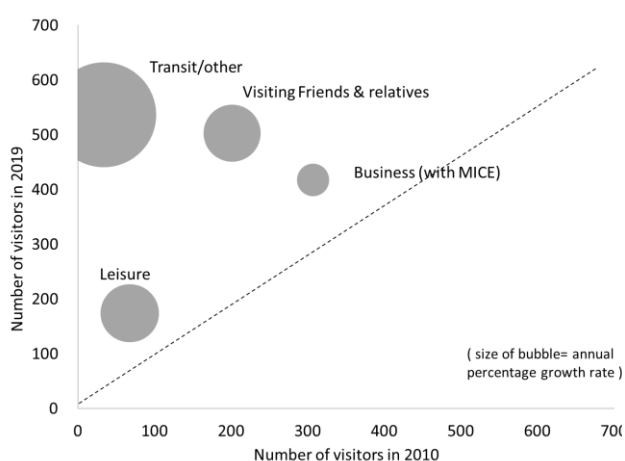 700
600
500
400
300
200
100
0
Number of visitors in 2019
Transit/other
Visiting Friends & relatives
Business (with MICE)
Leisure
( size of bubble= annual
percentage growth rate )
0 100 200 300 400 500 600 700
Number of visitors in 2010